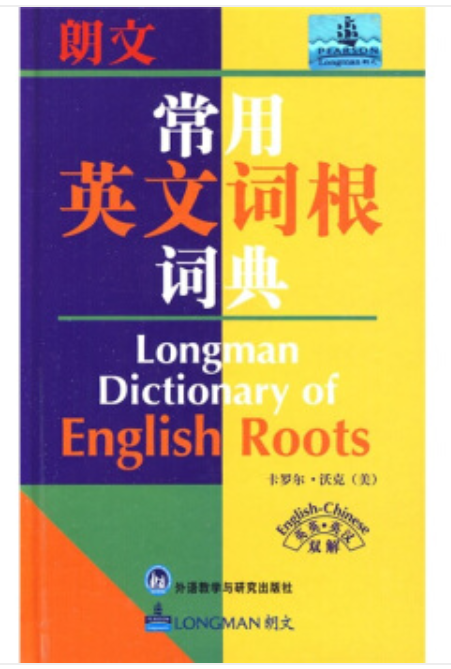 朗文
PEARSON
Longman 朗文
常用
英文词根
词典
Longman
Dictionary of
English Roots
卡罗尔·沃克（美）
English-Chinese
英英·英汉
双解
外语教学与研究出版社
LONGMAN 朗文